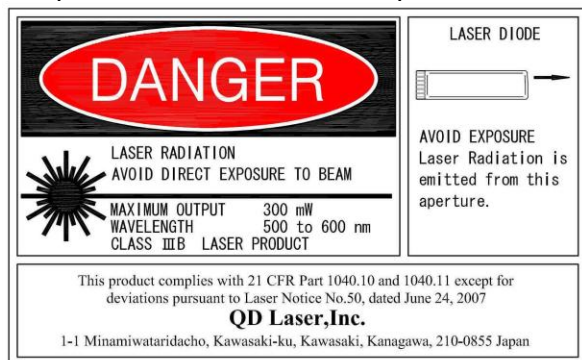 DANGER
LASER RADIATION
AVOID DIRECT EXPOSURE TO BEAM
MAXIMUM OUTPUT 300 mW
WAVELENGTH 500 to 600 nm
CLASS ⅢB LASER PRODUCT
LASER DIODE
AVOID EXPOSURE
Laser Radiation is
emitted from this
aperture.
This product complies with 21 CFR Part 1040.10 and 1040.11 except for
deviations pursuant to Laser Notice No.50, dated June 24, 2007
QD Laser,Inc.
1-1 Minamiwataridacho, Kawasaki-ku, Kawasaki, Kanagawa, 210-0855 Japan